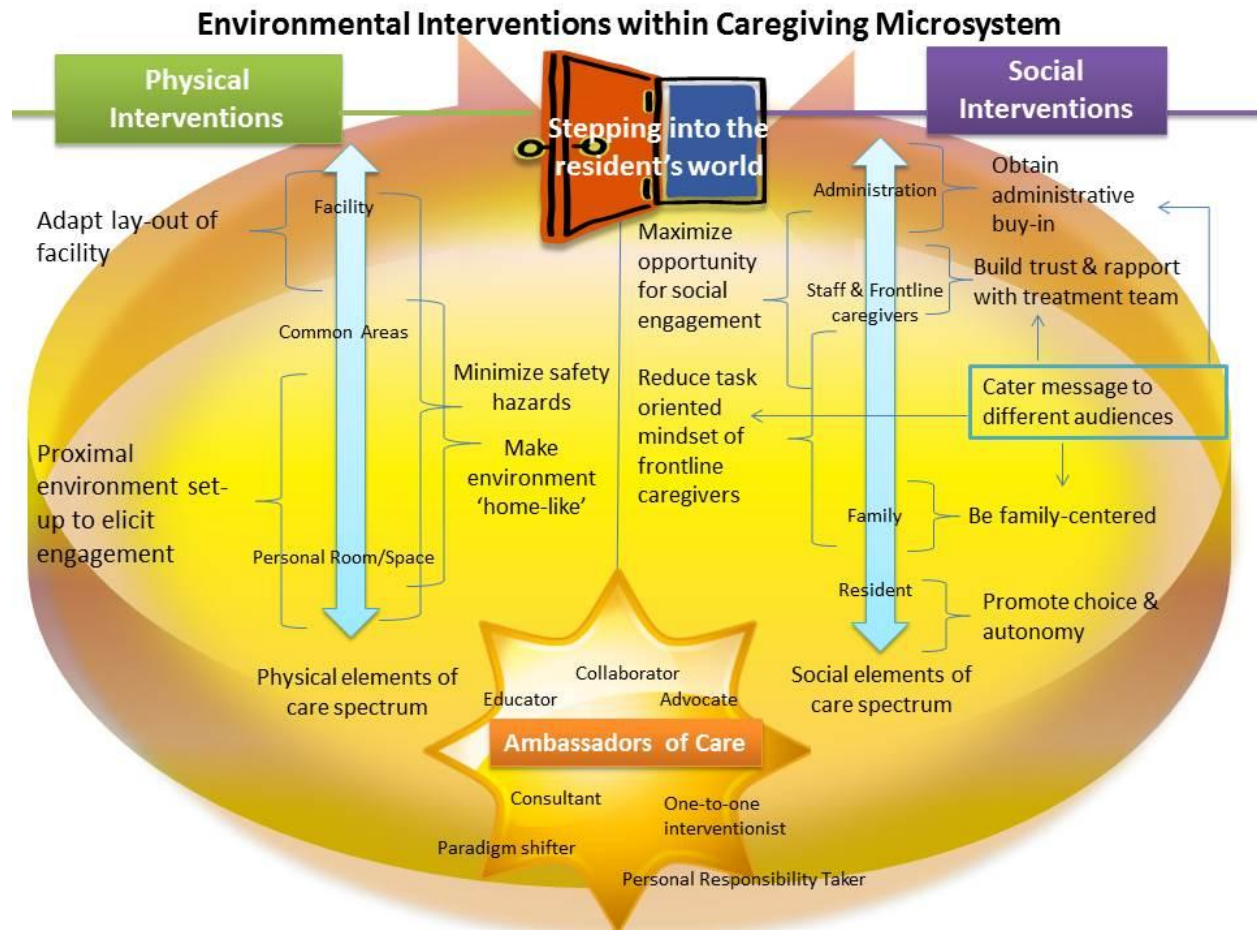 Environmental Interventions within Caregiving Microsystem
Physical
Interventions
Stepping into the
resident's world
Social
Interventions
Adapt lay-out of
facility
Facility
Common Areas
Minimize safety
hazards
Make
environment
'home-like'
Proximal
environment set-
up to elicit
engagement
Personal Room/Space
Physical elements of
care spectrum
Maximize
opportunity
for social
engagement
Reduce task
oriented
mindset of
frontline
caregivers
Administration
Obtain
administrative
buy-in
Staff & Frontline
caregivers
Build trust & rapport
with treatment team
Cater message to
different audiences
Family
Be family-centered
Resident
Promote choice &
autonomy
Social elements of
care spectrum
Collaborator
Educator
Advocate
Ambassadors of Care
Consultant
One-to-one
interventionist
Paradigm shifter
Personal Responsibility Taker